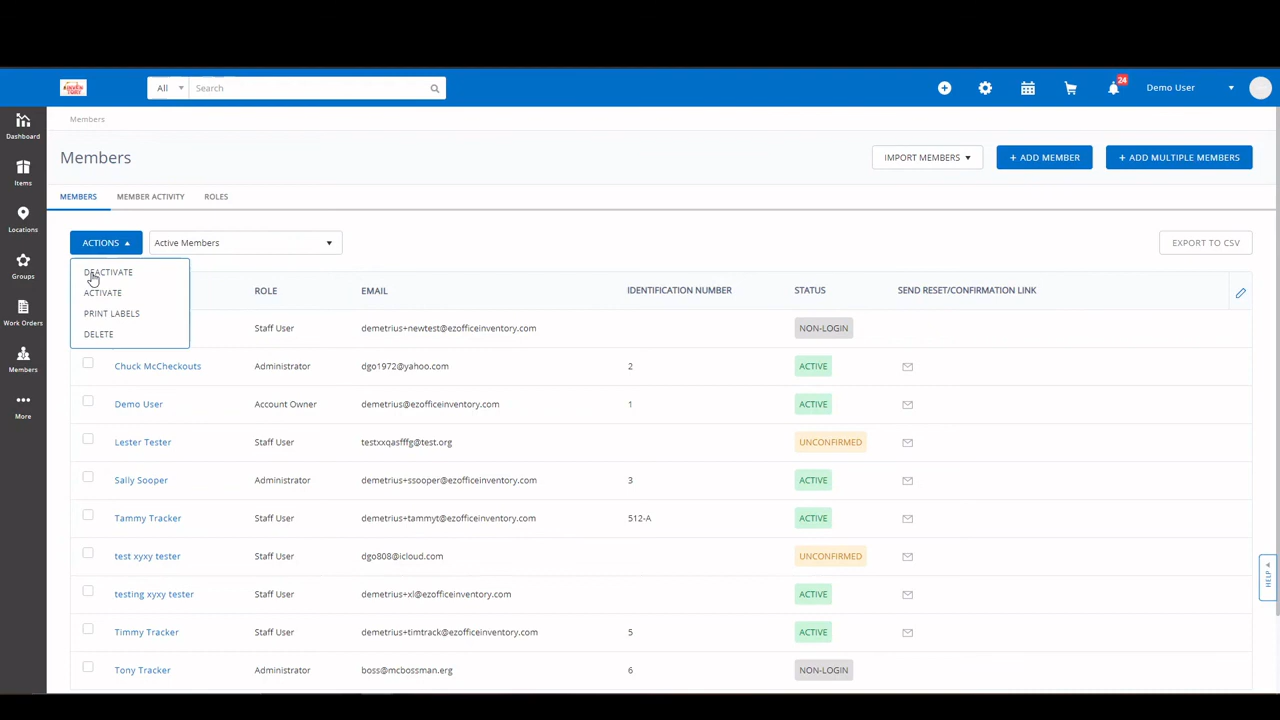 All
Search
24
Demo User
Dashboard
Items
Locations
Groups
Work Orders
Members
More
Members
Members
IMPORT MEMBERS
+ ADD MEMBER
+ ADD MULTIPLE MEMBERS
MEMBERS
MEMBER ACTIVITY
ROLES
ACTIONS
Active Members
EXPORT TO CSV
DEACTIVATE
ACTIVATE
PRINT LABELS
DELETE
ROLE EMAIL IDENTIFICATION NUMBER STATUS SEND RESET/CONFIRMATION LINK
Staff User demetrius+newtest@ezofficeinventory.com NON-LOGIN
Chuck McCheckouts Administrator dgo1972@yahoo.com 2 ACTIVE
Demo User Account Owner demetrius@ezofficeinventory.com 1 ACTIVE
Lester Tester Staff User testxxqasfffg@test.org UNCONFIRMED
Sally Sooper Administrator demetrius+ssooper@ezofficeinventory.com 3 ACTIVE
Tammy Tracker Staff User demetrius+tammyt@ezofficeinventory.com 512-A ACTIVE
test xyxy tester Staff User dgo808@icloud.com UNCONFIRMED
testing xyxy tester Staff User demetrius+xl@ezofficeinventory.com ACTIVE
Timmy Tracker Staff User demetrius+timtrack@ezofficeinventory.com 5 ACTIVE
Tony Tracker Administrator boss@mcbossman.erg 6 NON-LOGIN
HELP